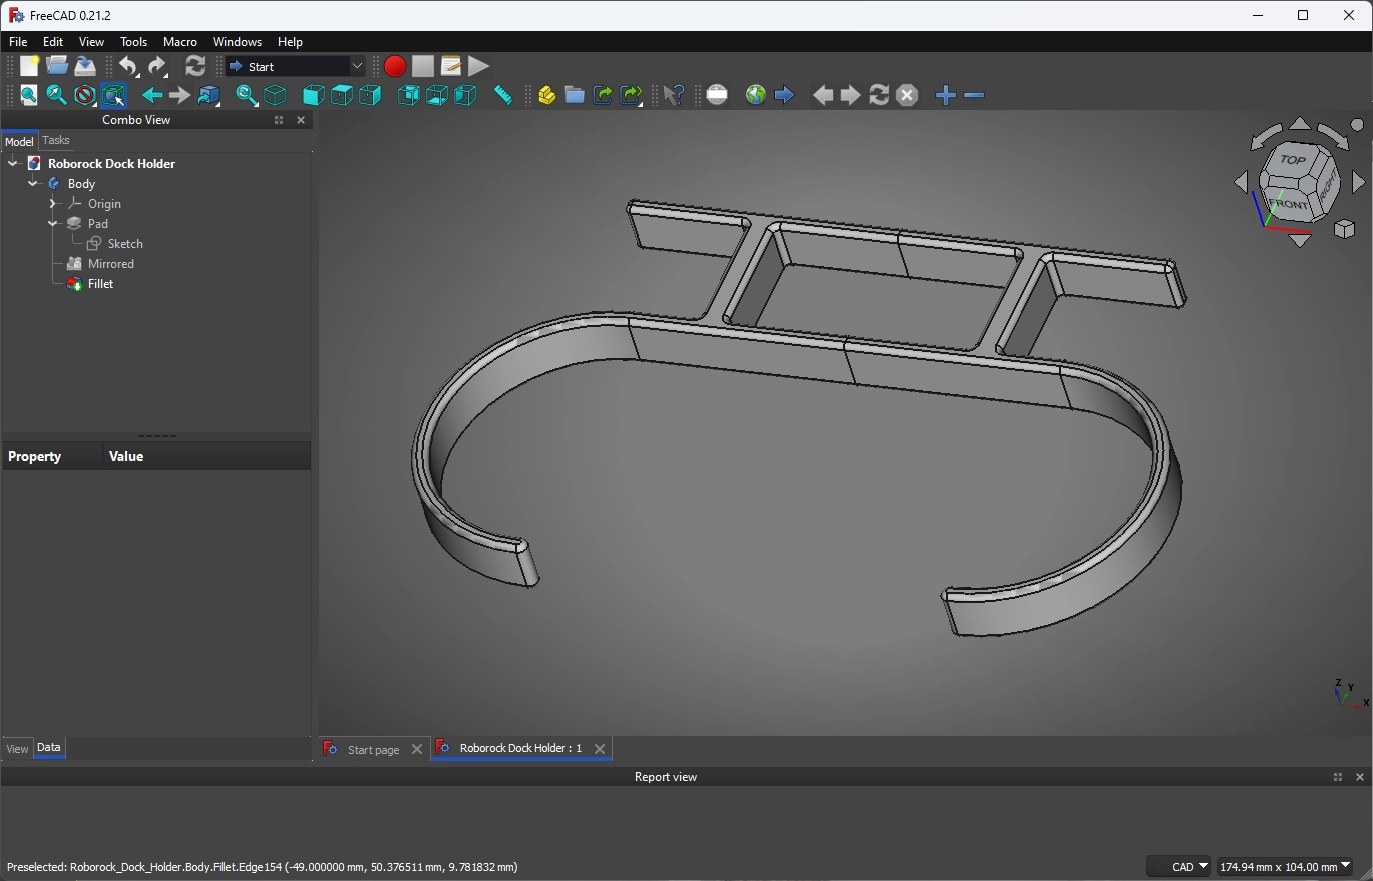 FreeCAD 0.21.2
File Edit View Tools Macro Windows Help
Start
Combo View
Model Tasks
Roborock Dock Holder
Body
Origin
Pad
Sketch
Mirrored
Fillet
TOP
FRONT
RIGHT
Property Value
Z
Y
X
View Data
Start page
Roborock Dock Holder : 1
Report view
Preselected: Roborock_Dock_Holder.Body.Fillet.Edge154 (-49.000000 mm, 50.376511 mm, 9.781832 mm)
CAD
174.94 mm x 104.00 mm